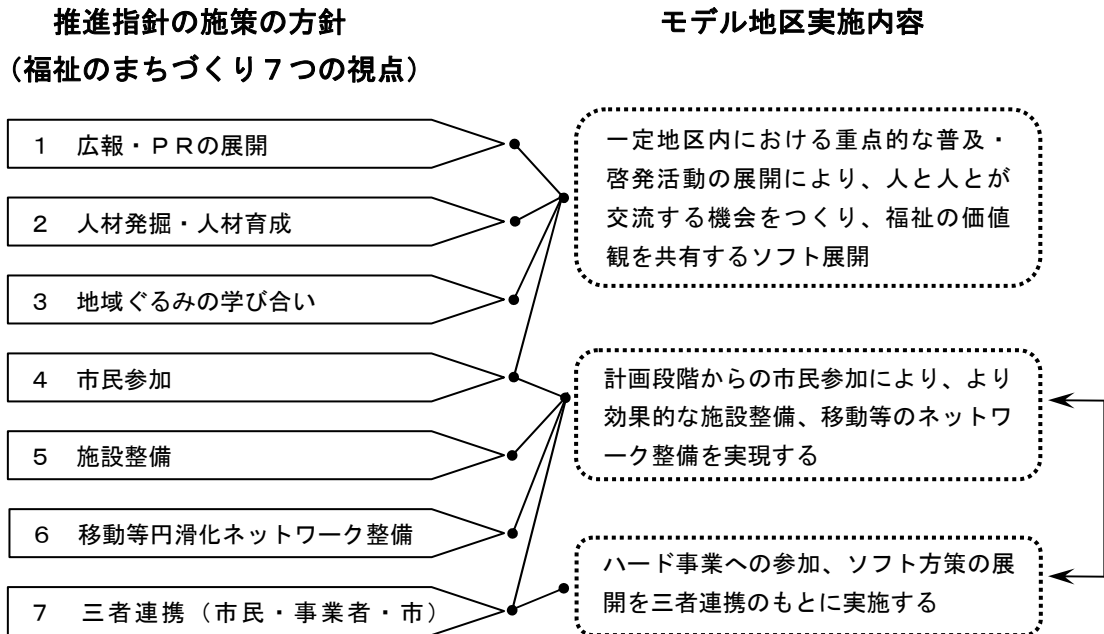 推進指針の施策の方針
（福祉のまちづくり７つの視点）
１　広報・ＰＲの展開
２　人材発掘・人材育成
３　地域ぐるみの学び合い
４　市民参加
５　施設整備
６　移動等円滑化ネットワーク整備
７　三者連携（市民・事業者・市）
モデル地区実施内容
一定地区内における重点的な普及・
啓発活動の展開により、人と人とが
交流する機会をつくり、福祉の価値
観を共有するソフト展開
計画段階からの市民参加により、より
効果的な施設整備、移動等のネットワ
ーク整備を実現する
ハード事業への参加、ソフト方策の展
開を三者連携のもとに実施する